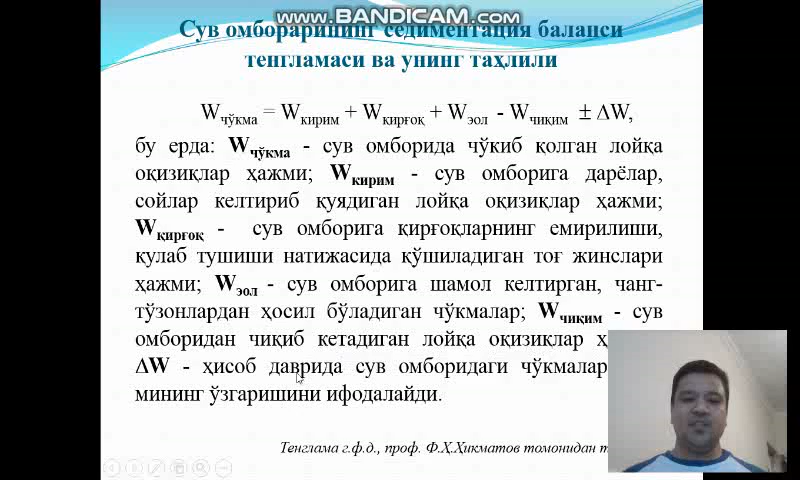 www.BANDICAM.com
Сув омборарининг седиментация баланси
тенгламаси ва унинг таҳлили
Wчўкма = Wкирим + Wқирғоқ + Wэол - Wчиқим ± ΔW,
бу ерда: Wчўкма - сув омборида чўкиб қолган лойқа
оқизиқлар ҳажми; Wкирим - сув омборига дарёлар,
сойлар келтириб қуядиган лойқа оқизиқлар ҳажми;
Wқирғоқ - сув омборига қирғоқларнинг емирилиши,
қулаб тушиши натижасида қўшиладиган тоғ жинслари
ҳажми; Wэол - сув омборига шамол келтирган, чанг-
тўзонлардан ҳосил бўладиган чўкмалар; Wчиқим - сув
омборидан чиқиб кетадиган лойқа оқизиқлар
ΔW - ҳисоб даврида сув омборидаги чўкмалар
мининг ўзгаришини ифодалайди.
Тенглама г.ф.д., проф. Ф.Ҳ.Ҳикматов томонидан